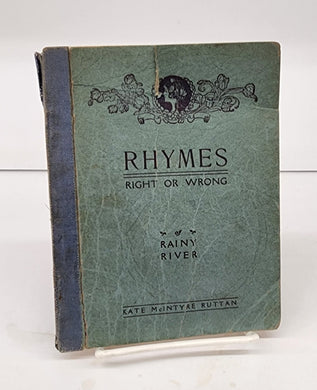 RHYMES
RIGHT OR WRONG
of
RAINY
RIVER
KATE McINTYRE RUTTAN